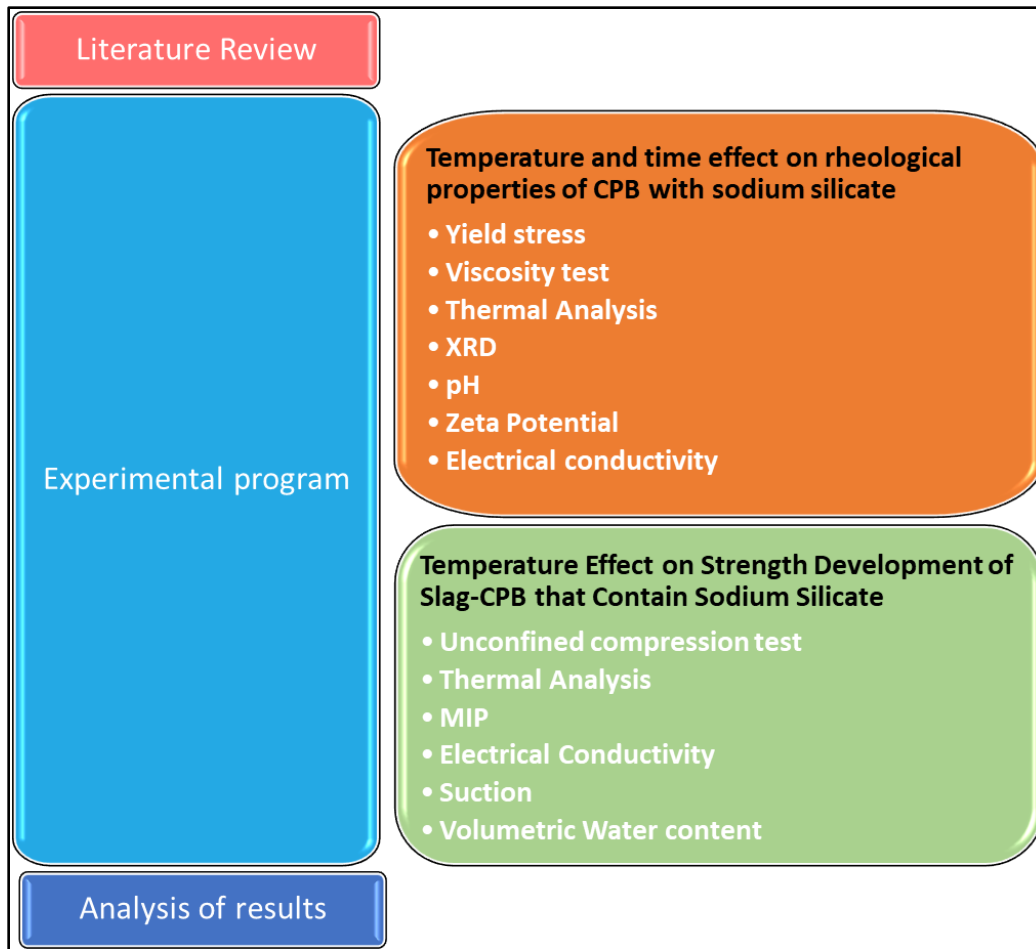 Literature Review
Experimental program
Temperature and time effect on rheological
properties of CPB with sodium silicate
• Yield stress
• Viscosity test
• Thermal Analysis
• XRD
• pH
• Zeta Potential
• Electrical conductivity
Temperature Effect on Strength Development of
Slag-CPB that Contain Sodium Silicate
• Unconfined compression test
• Thermal Analysis
• MIP
• Electrical Conductivity
• Suction
• Volumetric Water content
Analysis of results